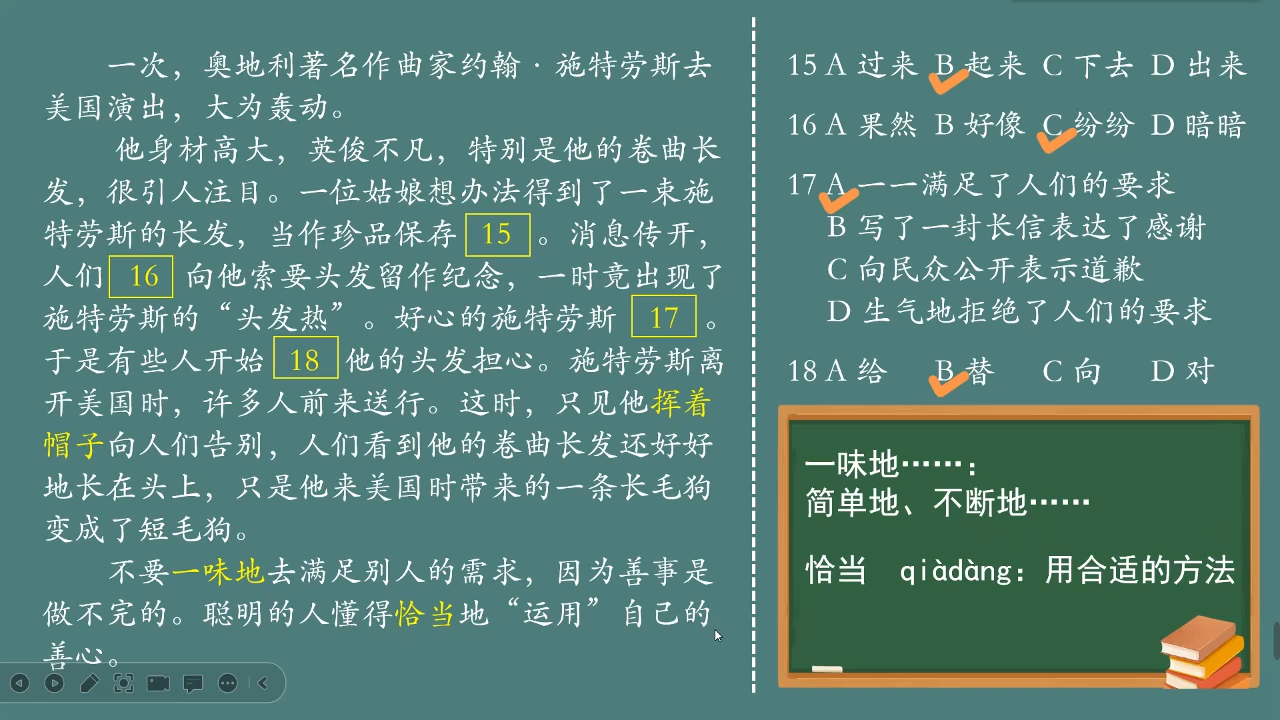 一次，奥地利著名作曲家约翰·施特劳斯去
美国演出，大为轰动。
他身材高大，英俊不凡，特别是他的卷曲长
发，很引人注目。一位姑娘想办法得到了一束施
特劳斯的长发，当作珍品保存 15 。消息传开，
人们 16 向他索要头发留作纪念，一时竟出现了
施特劳斯的“头发热”。好心的施特劳斯 17 。
于是有些人开始 18 他的头发担心。施特劳斯离
开美国时，许多人前来送行。这时，只见他挥着
帽子向人们告别，人们看到他的卷曲长发还好好
地长在头上，只是他来美国时带来的一条长毛狗
变成了短毛狗。
不要一味地去满足别人的需求，因为善事是
做不完的。聪明的人懂得恰当地“运用”自己的
善心。
15 A 过来 B 起来 C 下去 D 出来
16 A 果然 B 好像 C 纷纷 D 暗暗
17 A 一一满足了人们的要求
B 写了一封长信表达了感谢
C 向民众公开表示道歉
D 生气地拒绝了人们的要求
18 A 给 B 替 C 向 D 对
一味地……：
简单地、不断地……
恰当 qiàdàng：用合适的方法